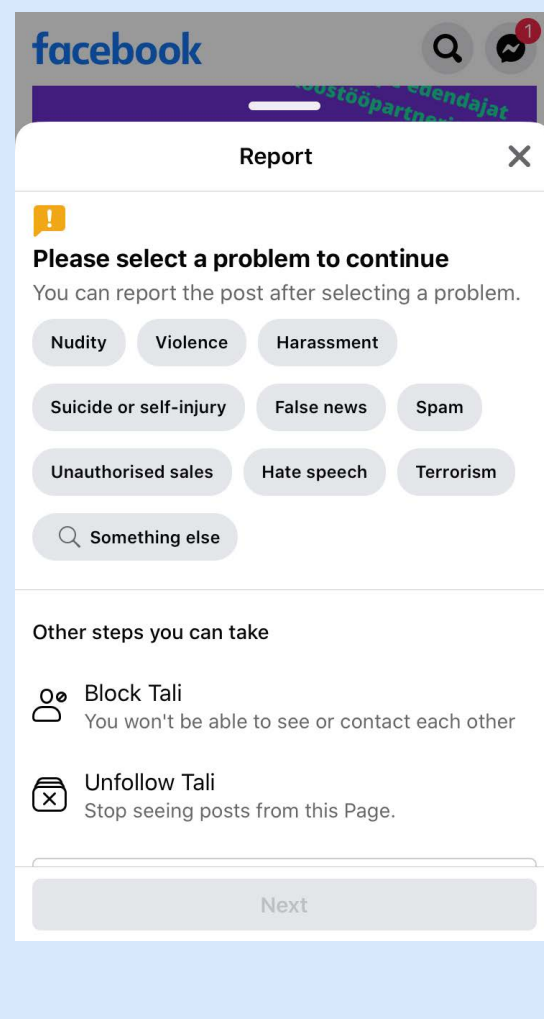 facebook
1
edendajat
Report
Please select a problem to continue
You can report the post after selecting a problem.
Nudity Violence Harassment
Suicide or self-injury False news Spam
Unauthorised sales Hate speech Terrorism
Something else
Other steps you can take
Block Tali
You won't be able to see or contact each other
Unfollow Tali
Stop seeing posts from this Page.
Next